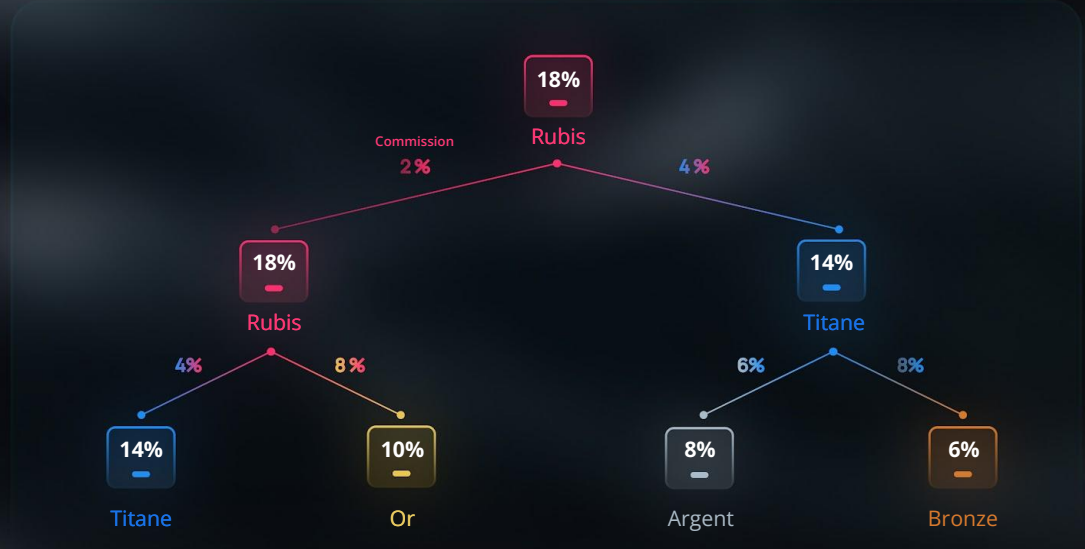 18%
Rubis
Commission
2%
4%
18%
Rubis
14%
Titane
4%
8%
6%
8%
14%
Titane
10%
Or
8%
Argent
6%
Bronze